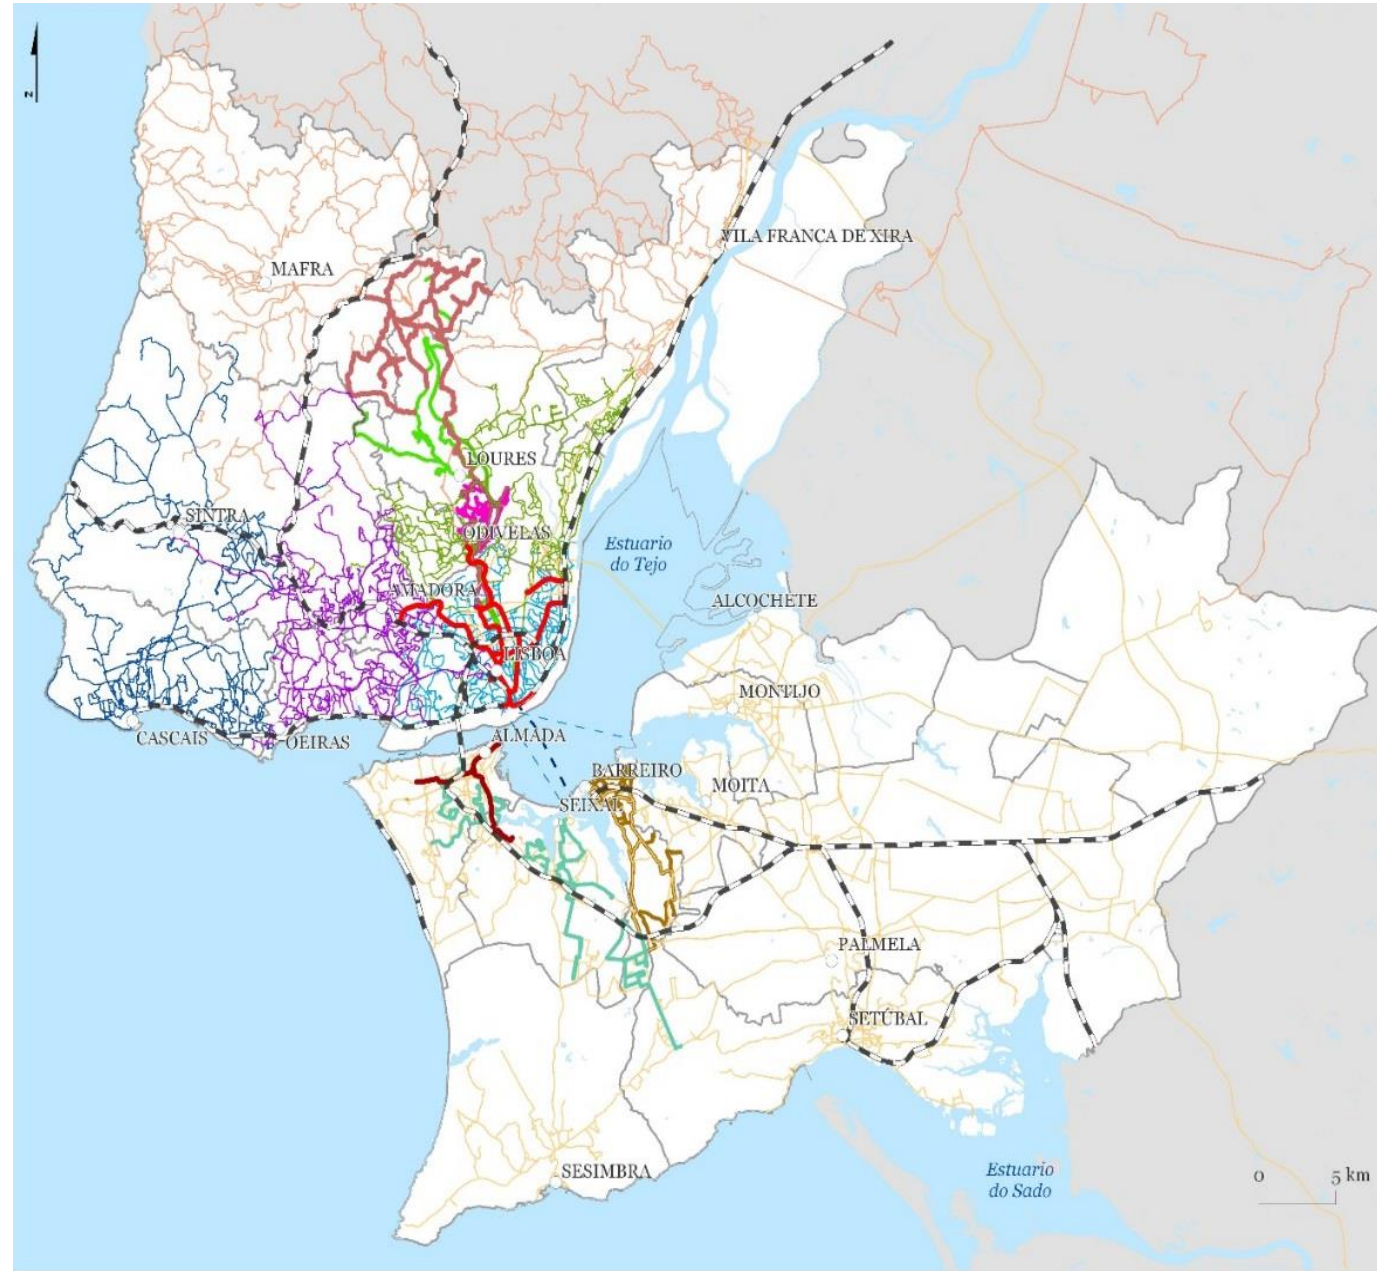 N
VILA FRANCA DE XIRA
MAFRA
LOURES
SINTRA
ODIVELAS
Estuario
do Tejo
AMADORA
ALCOCHETE
LISBOA
MONTIJO
CASCAIS
OEIRAS
ALMADA
BARREIRO
MOITA
SEIXAL
PALMELA
SETÚBAL
SESIMBRA
Estuario
do Sado
0 5 km